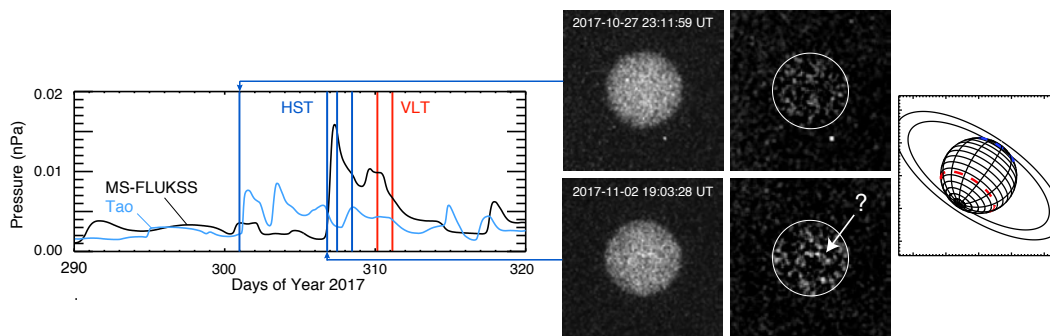 2017-10-27 23:11:59 UT
0.02
HST
VLT
Pressure (nPa)
MS-FLUKSS
0.01
Tao
2017-11-02 19:03:28 UT
?
0.00
290
300
310
320
Days of Year 2017
.